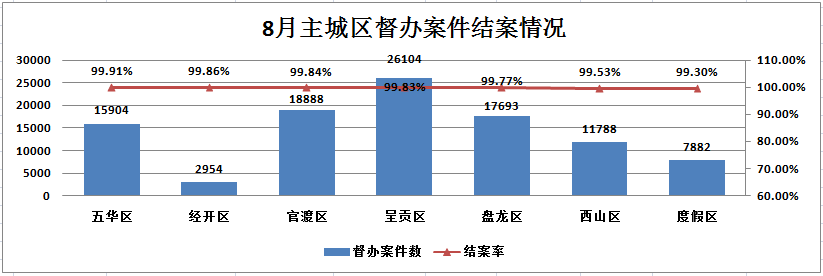 8月主城区督办案件结案情况
30000
25000
20000
15000
10000
5000
0
110.00%
100.00%
90.00%
80.00%
70.00%
60.00%
99.91%
99.86%
99.84%
99.83%
99.77%
99.53%
99.30%
15904
2954
18888
26104
17693
11788
7882
五华区
经开区
官渡区
呈贡区
盘龙区
西山区
度假区
督办案件数
结案率